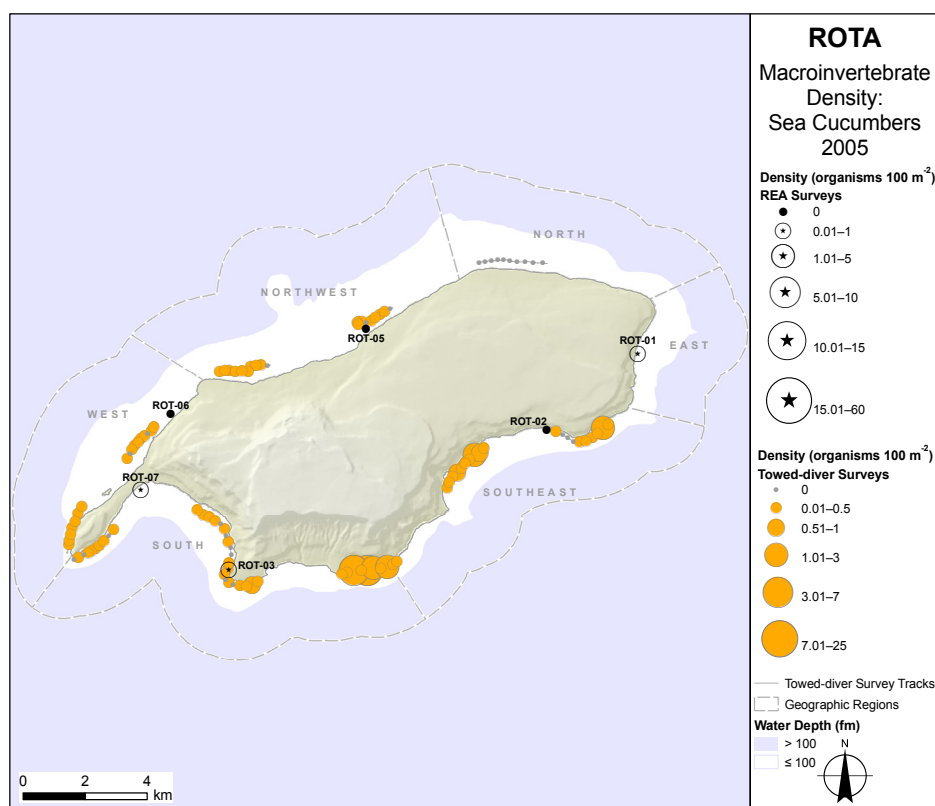 ROTA
Macroinvertebrate
Density:
Sea Cucumbers
2005
Density (organisms 100 m-2)
REA Surveys
0
0.01–1
1.01–5
5.01–10
10.01–15
15.01–60
Density (organisms 100 m-2)
Towed-diver Surveys
0
0.01–0.5
0.51–1
1.01–3
3.01–7
7.01–25
Towed-diver Survey Tracks
Geographic Regions
Water Depth (fm)
> 100
≤ 100
N
NORTH
NORTHWEST
ROT-05
ROT-01
EAST
WEST
ROT-06
ROT-02
ROT-07
SOUTHEAST
SOUTH
ROT-03
0 2 4
km